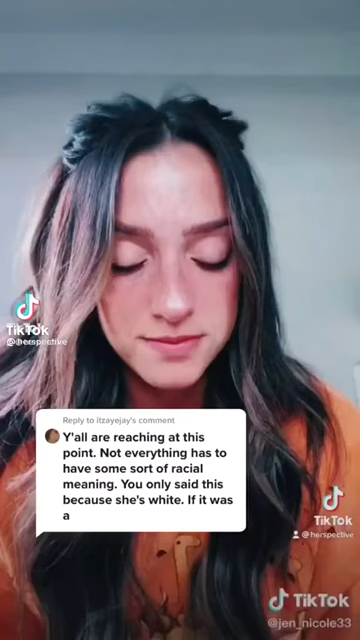 TikTok
@herspective
Reply to itzayejay's comment
Y'all are reaching at this
point. Not everything has to
have some sort of racial
meaning. You only said this
because she's white. If it was
a
TikTok
@herspective
TikTok
@jen_nicole33